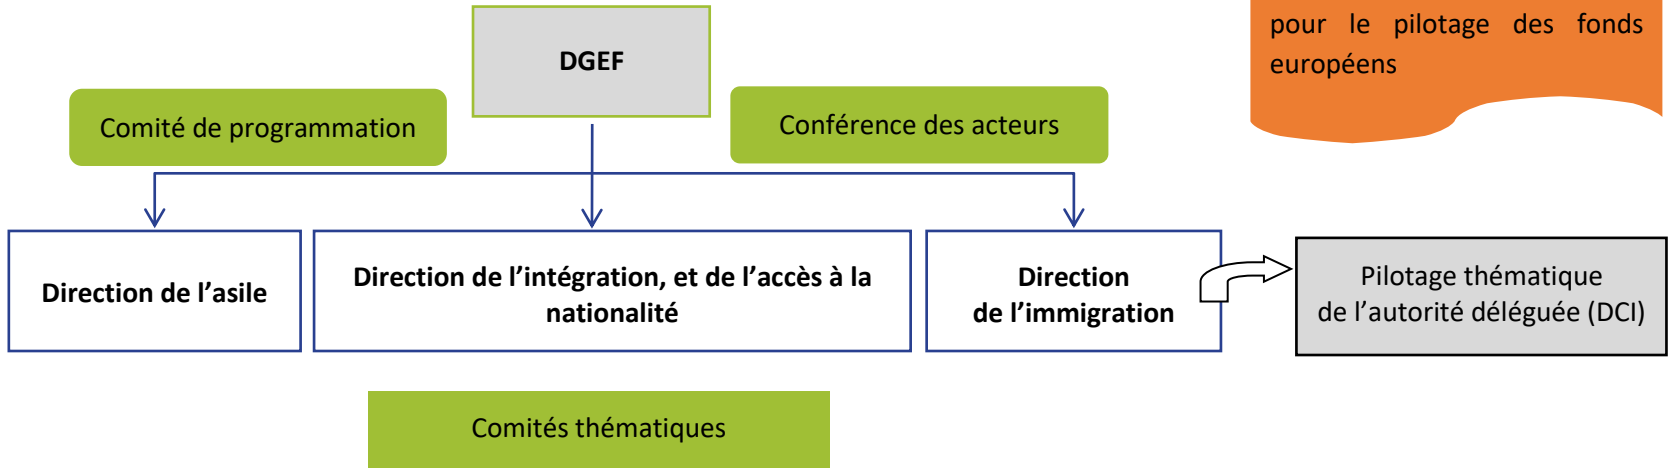 pour le pilotage des fonds
européens
DGEF
Comité de programmation
Conférence des acteurs
Direction de l’asile
Direction de l’intégration, et de l’accès à la
nationalité
Direction
de l’immigration
Pilotage thématique
de l’autorité déléguée (DCI)
Comités thématiques